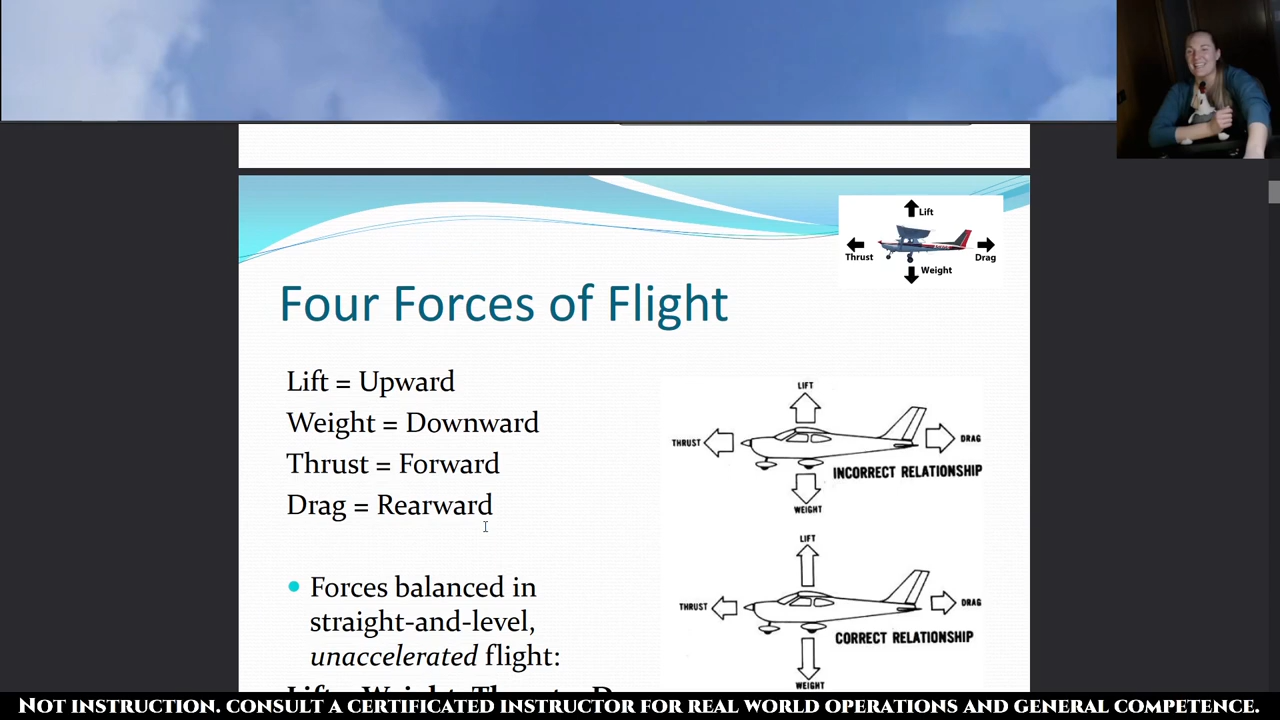 Lift
Thrust
Drag
Weight
Four Forces of Flight
Lift = Upward
Weight = Downward
Thrust = Forward
Drag = Rearward
• Forces balanced in
straight-and-level,
unaccelerated flight:
LIFT
THRUST
DRAG
INCORRECT RELATIONSHIP
WEIGHT
LIFT
THRUST
DRAG
CORRECT RELATIONSHIP
WEIGHT
NOT INSTRUCTION. CONSULT A CERTIFICATED INSTRUCTOR FOR REAL WORLD OPERATIONS AND GENERAL COMPETENCE.